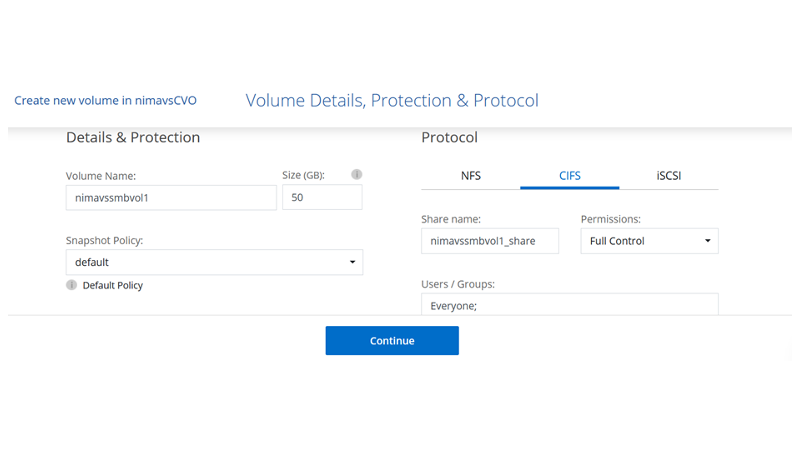 Create new volume in nimavsCVO
Volume Details, Protection & Protocol
Details & Protection
Volume Name:
Size (GB):
nimavssmbvol1
50
Snapshot Policy:
default
Default Policy
Protocol
NFS
CIFS
iSCSI
Share name:
Permissions:
nimavssmbvol1_share
Full Control
Users / Groups:
Everyone;
Continue